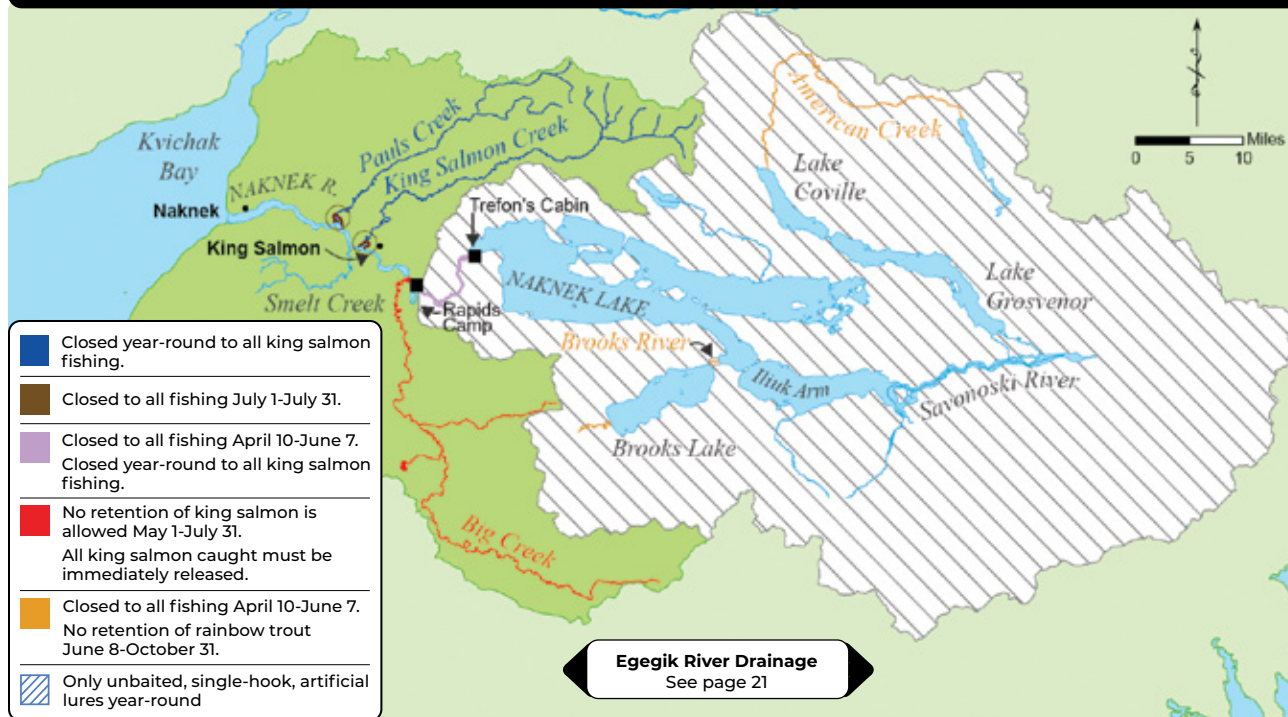 Kvichak
Bay
NAKNEK R.
Naknek
Pauls Creek
King Salmon Creek
American Creek
Miles
0 5 10
Lake
Coville
Trefon's Cabin
King Salmon
Smelt Creek
NAKNEK LAKE
Lake
Grosvenor
Rapids
Camp
Brooks River
Iliuk Arm
Savonoski River
Brooks Lake
Big Creek
Closed year-round to all king salmon
fishing.
Closed to all fishing July 1-July 31.
Closed to all fishing April 10-June 7.
Closed year-round to all king salmon
fishing.
No retention of king salmon is
allowed May 1-July 31.
All king salmon caught must be
immediately released.
Closed to all fishing April 10-June 7.
No retention of rainbow trout
June 8-October 31.
Only unbaited, single-hook, artificial
lures year-round
Egegik River Drainage
See page 21